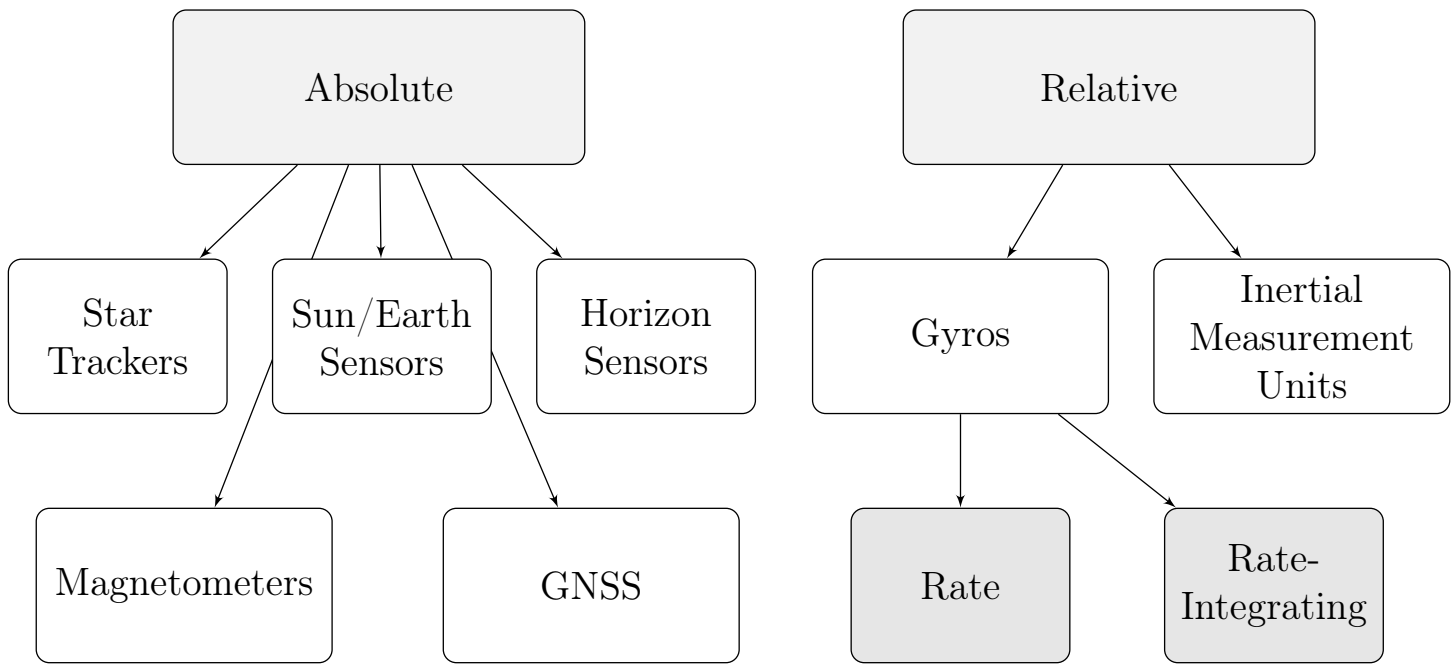 Absolute
Relative
Star
Trackers
Sun/Earth
Sensors
Horizon
Sensors
Gyros
Inertial
Measurement
Units
Magnetometers
GNSS
Rate
Rate-
Integrating